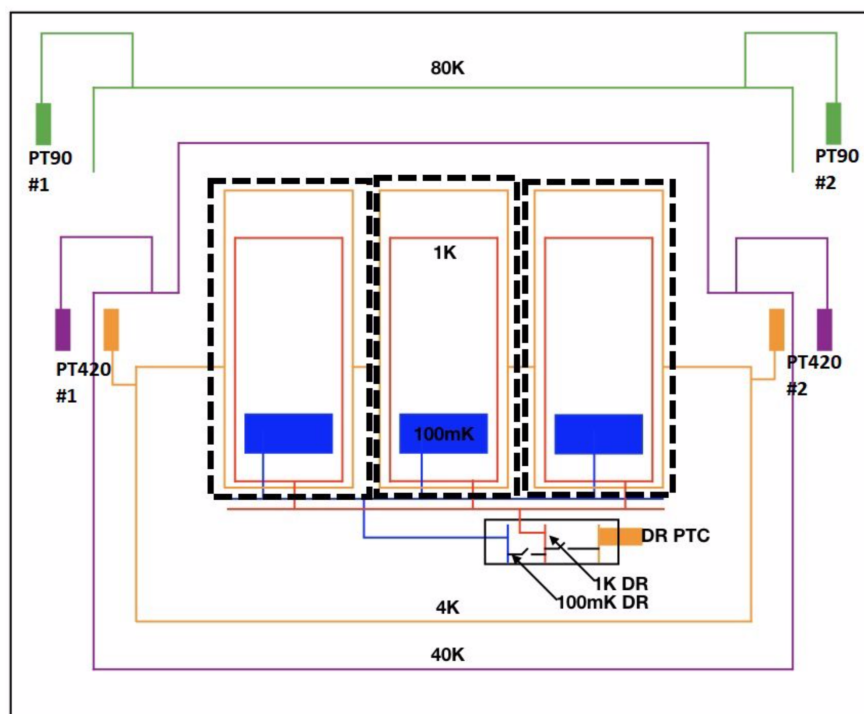 80K
PT90
#1
PT90
#2
1K
PT420
#1
PT420
#2
100mK
DR PTC
1K DR
100mK DR
4K
40K